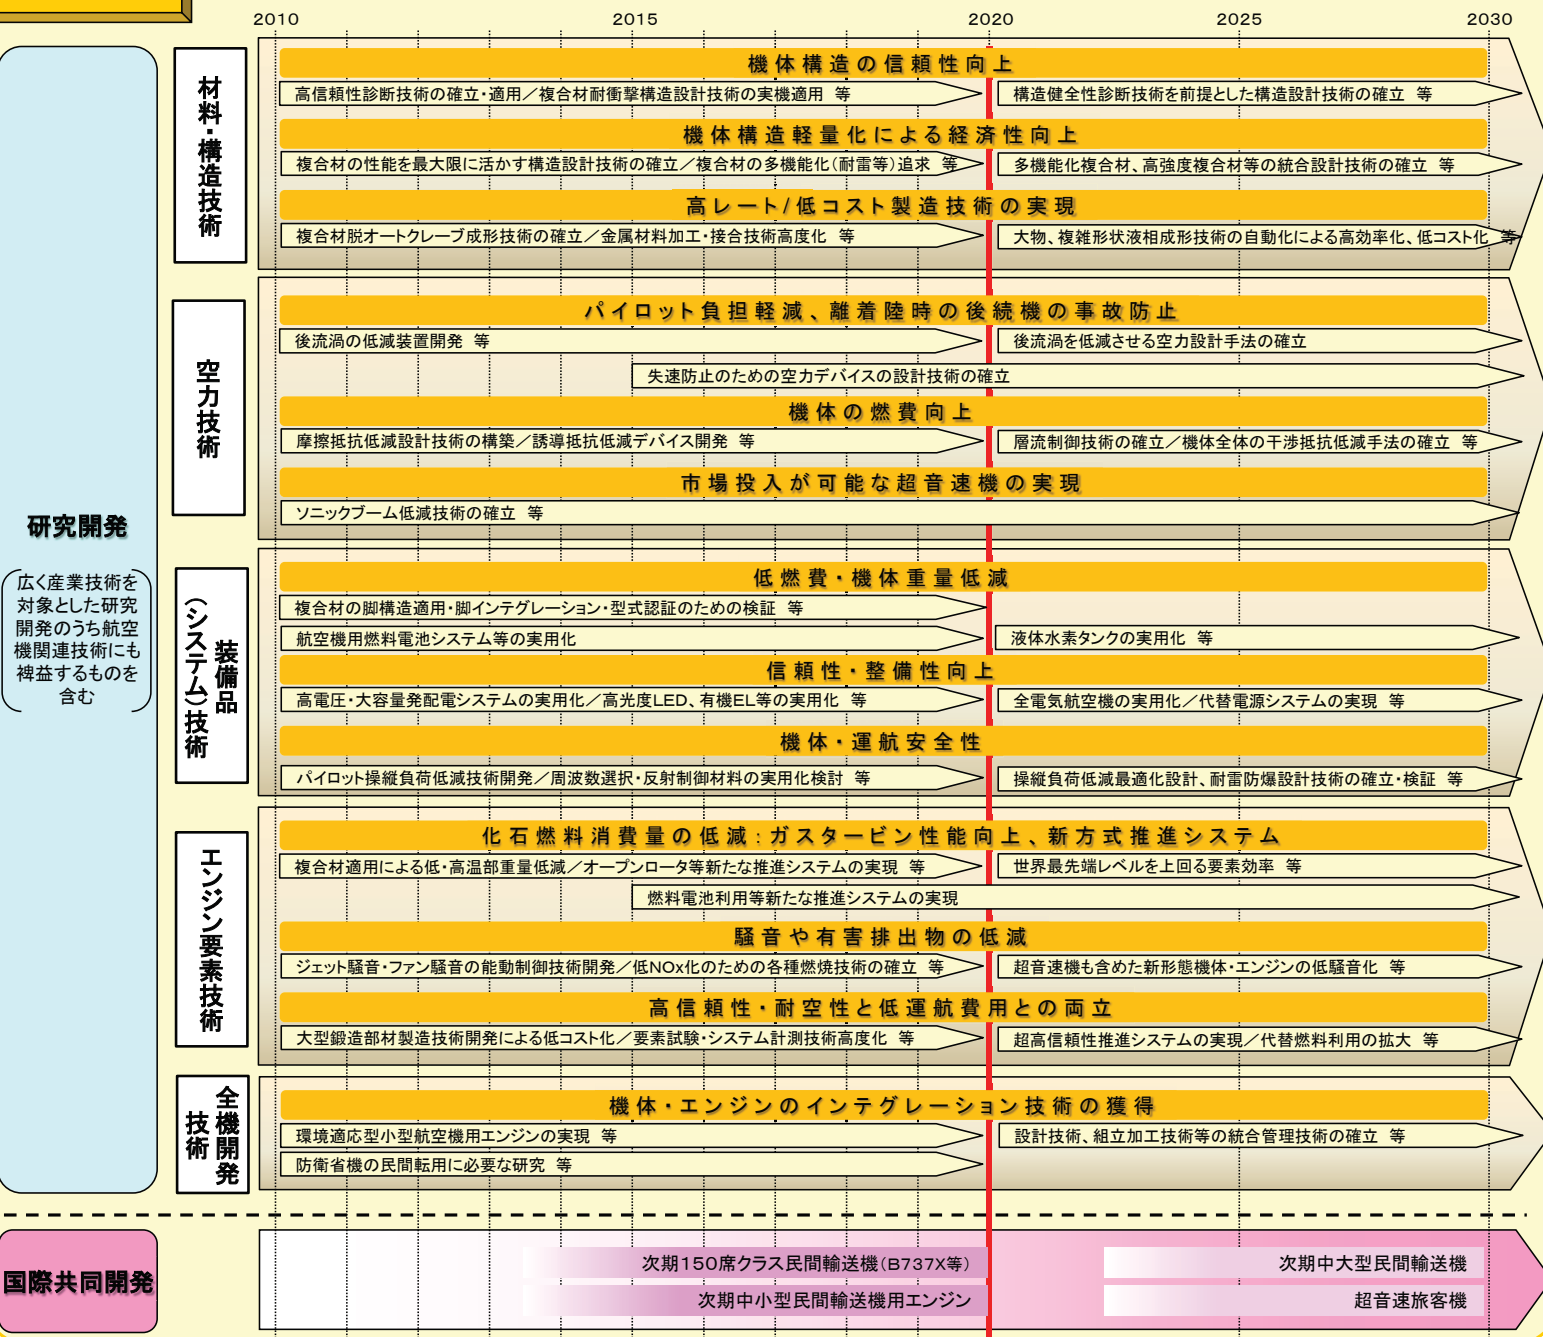 2010 2015 2020 2025 2030
材料・構造技術
機体構造の信頼性向上
高信頼性診断技術の確立・適用／複合材耐衝撃構造設計技術の実機適用 等
構造健全性診断技術を前提とした構造設計技術の確立 等
機体構造軽量化による経済性向上
複合材の性能を最大限に活かす構造設計技術の確立／複合材の多機能化（耐雷等）追求 等
多機能化複合材、高強度複合材等の統合設計技術の確立 等
高レート/低コスト製造技術の実現
複合材脱オートクレーブ成形技術の確立／金属材料加工・接合技術高度化 等
大物、複雑形状液相成形技術の自動化による高効率化、低コスト化 等
空力技術
パイロット負担軽減、離着陸時の後続機の事故防止
後流渦の低減装置開発 等
後流渦を低減させる空力設計手法の確立
失速防止のための空力デバイスの設計技術の確立
機体の燃費向上
摩擦抵抗低減設計技術の構築／誘導抵抗低減デバイス開発 等
層流制御技術の確立／機体全体の干渉抵抗低減手法の確立 等
市場投入が可能な超音速機の実現
ソニックブーム低減技術の確立 等
研究開発
広く産業技術を
対象とした研究
開発のうち航空
機関連技術にも
裨益するものを
含む
装備品
（システム）技術
低燃費・機体重量低減
複合材の脚構造適用・脚インテグレーション・型式認証のための検証 等
航空機用燃料電池システム等の実用化
液体水素タンクの実用化 等
信頼性・整備性向上
高電圧・大容量発配電システムの実用化／高光度LED、有機EL等の実用化 等
全電気航空機の実用化／代替電源システムの実現 等
機体・運航安全性
パイロット操縦負荷低減技術開発／周波数選択・反射制御材料の実用化検討 等
操縦負荷低減最適化設計、耐雷防爆設計技術の確立・検証 等
エンジン要素技術
化石燃料消費量の低減：ガスタービン性能向上、新方式推進システム
複合材適用による低・高温部重量低減／オープンロータ等新たな推進システムの実現 等
世界最先端レベルを上回る要素効率 等
燃料電池利用等新たな推進システムの実現
騒音や有害排出物の低減
ジェット騒音・ファン騒音の能動制御技術開発／低NOx化のための各種燃焼技術の確立 等
超音速機も含めた新形態機体・エンジンの低騒音化 等
高信頼性・耐空性と低運航費用との両立
大型鍛造部材製造技術開発による低コスト化／要素試験・システム計測技術高度化 等
超高信頼性推進システムの実現／代替燃料利用の拡大 等
全機開発
技術
機体・エンジンのインテグレーション技術の獲得
環境適応型小型航空機用エンジンの実現 等
設計技術、組立加工技術等の統合管理技術の確立 等
防衛省機の民間転用に必要な研究 等
国際共同開発
次期150席クラス民間輸送機（B737X等）
次期中大型民間輸送機
次期中小型民間輸送機用エンジン
超音速旅客機